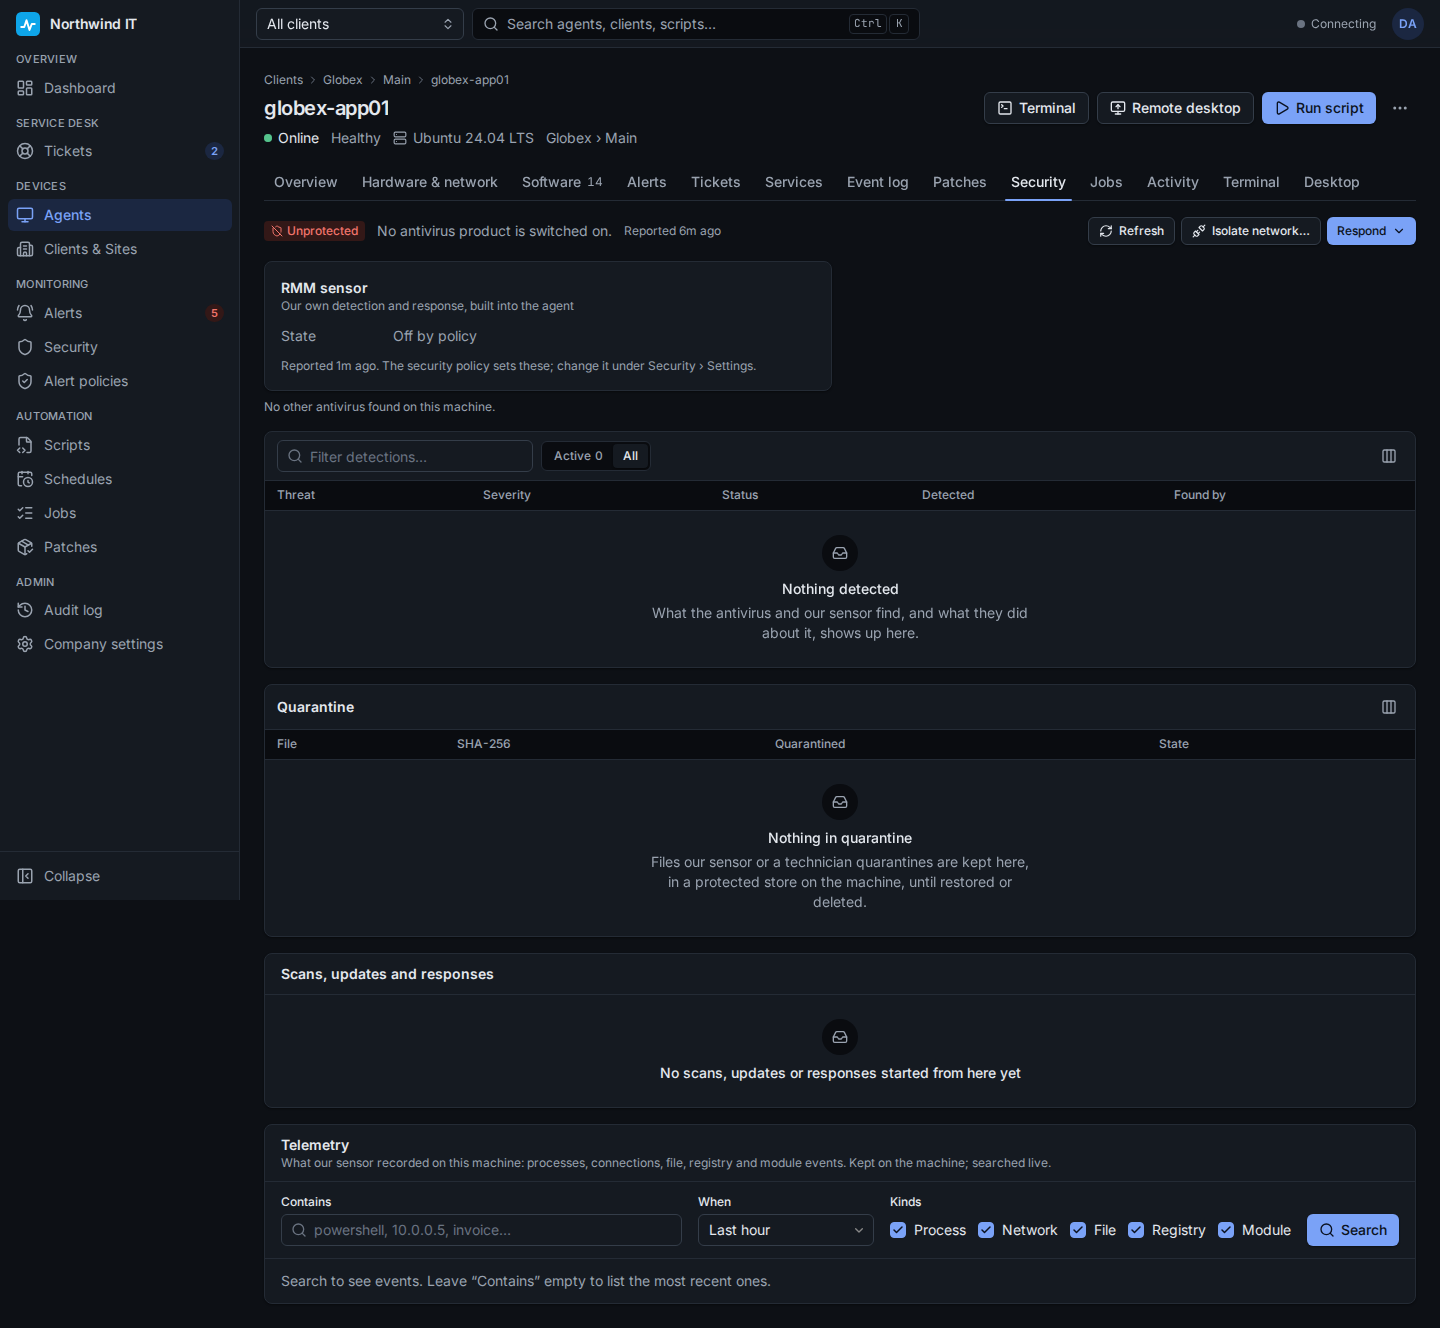 Northwind IT
All clients
Search agents, clients, scripts...
Ctrl K
Connecting
DA
OVERVIEW
Dashboard
SERVICE DESK
Tickets 2
DEVICES
Agents
Clients & Sites
MONITORING
Alerts 5
Security
Alert policies
AUTOMATION
Scripts
Schedules
Jobs
Patches
ADMIN
Audit log
Company settings
Collapse
Clients > Globex > Main > globex-app01
globex-app01
Terminal
Remote desktop
Run script
Online Healthy Ubuntu 24.04 LTS Globex › Main
Overview Hardware & network Software 14 Alerts Tickets Services Event log Patches Security Jobs Activity Terminal Desktop
Unprotected No antivirus product is switched on. Reported 6m ago
Refresh
Isolate network...
Respond
RMM sensor
Our own detection and response, built into the agent
State Off by policy
Reported 1m ago. The security policy sets these; change it under Security › Settings.
No other antivirus found on this machine.
Filter detections...
Active 0 All
Threat Severity Status Detected Found by
Nothing detected
What the antivirus and our sensor find, and what they did
about it, shows up here.
Quarantine
File SHA-256 Quarantined State
Nothing in quarantine
Files our sensor or a technician quarantines are kept here,
in a protected store on the machine, until restored or
deleted.
Scans, updates and responses
No scans, updates or responses started from here yet
Telemetry
What our sensor recorded on this machine: processes, connections, file, registry and module events. Kept on the machine; searched live.
Contains When Kinds
powershell, 10.0.0.5, invoice... Last hour Process Network File Registry Module Search
Search to see events. Leave “Contains” empty to list the most recent ones.